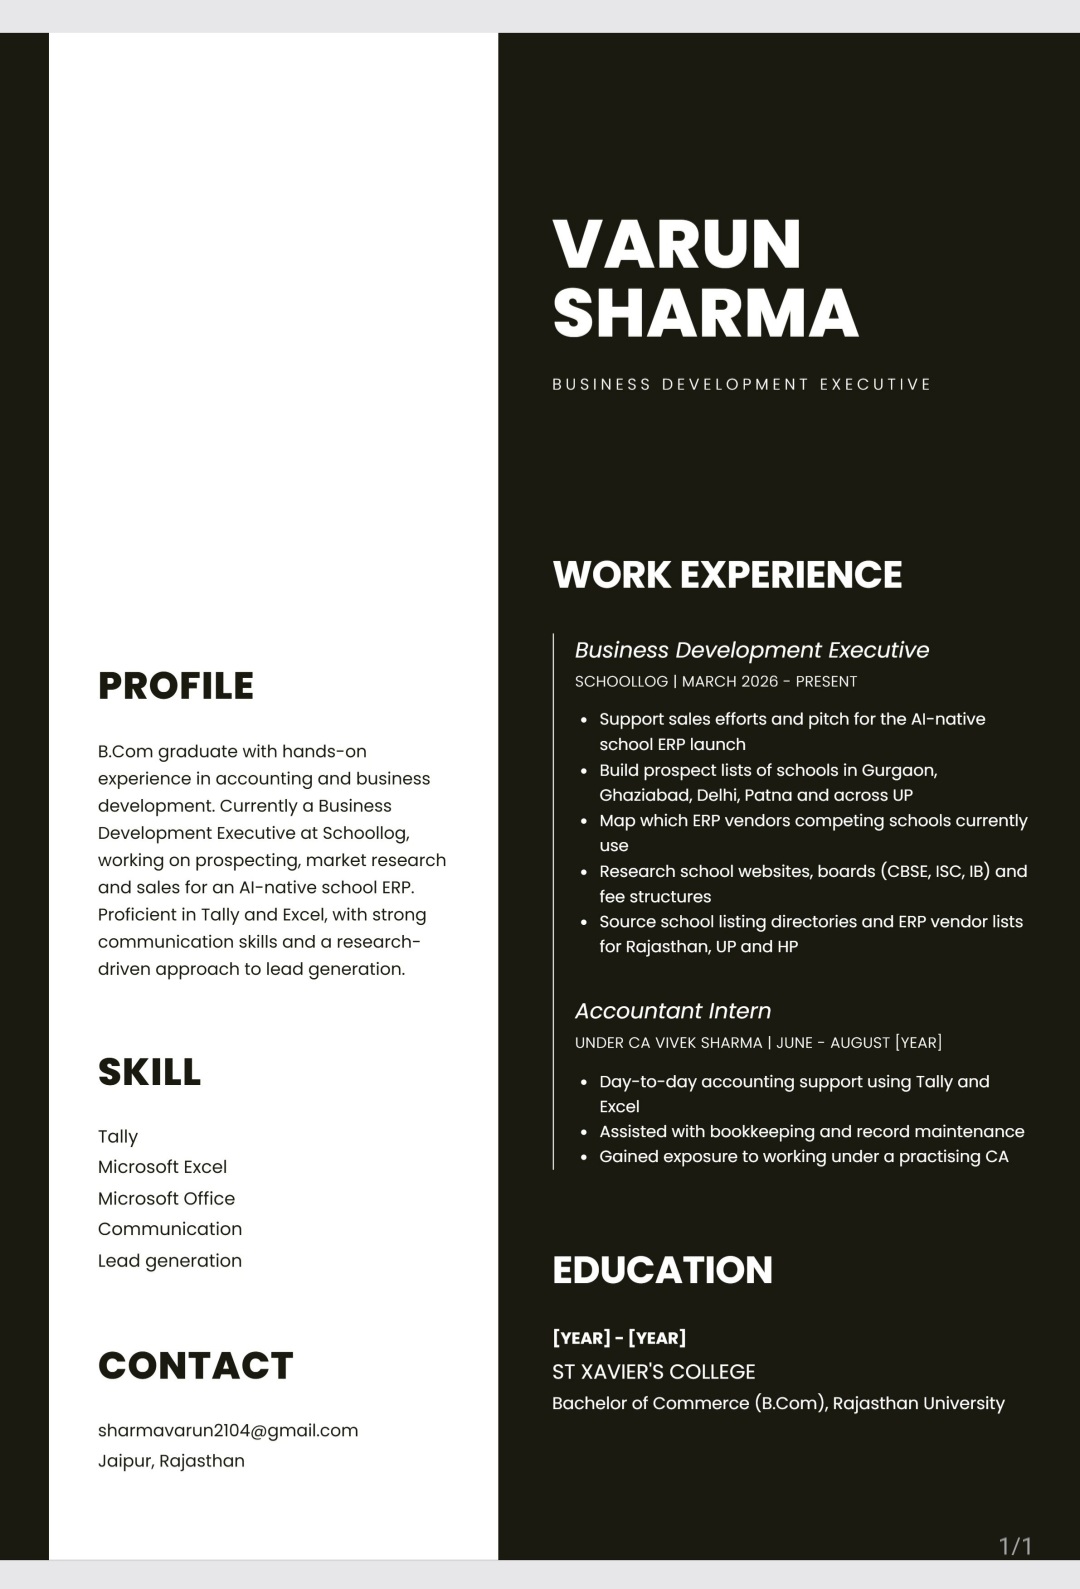 VARUN
SHARMA
BUSINESS DEVELOPMENT EXECUTIVE
PROFILE
B.Com graduate with hands-on
experience in accounting and business
development. Currently a Business
Development Executive at Schoollog,
working on prospecting, market research
and sales for an AI-native school ERP.
Proficient in Tally and Excel, with strong
communication skills and a research-
driven approach to lead generation.
SKILL
Tally
Microsoft Excel
Microsoft Office
Communication
Lead generation
CONTACT
sharmavarun2104@gmail.com
Jaipur, Rajasthan
WORK EXPERIENCE
Business Development Executive
SCHOOLLOG | MARCH 2026 - PRESENT
• Support sales efforts and pitch for the AI-native
school ERP launch
• Build prospect lists of schools in Gurgaon,
Ghaziabad, Delhi, Patna and across UP
• Map which ERP vendors competing schools currently
use
• Research school websites, boards (CBSE, ISC, IB) and
fee structures
• Source school listing directories and ERP vendor lists
for Rajasthan, UP and HP
Accountant Intern
UNDER CA VIVEK SHARMA | JUNE - AUGUST [YEAR]
• Day-to-day accounting support using Tally and
Excel
• Assisted with bookkeeping and record maintenance
• Gained exposure to working under a practising CA
EDUCATION
[YEAR] - [YEAR]
ST XAVIER'S COLLEGE
Bachelor of Commerce (B.Com), Rajasthan University
1/1